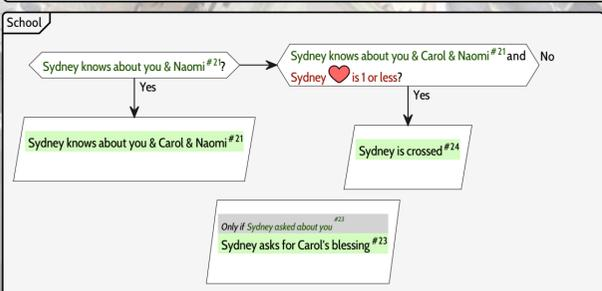 School
Sydney knows about you & Naomi #21?
Sydney knows about you & Carol & Naomi #21 and
Sydney is 1 or less?
No
Yes
Yes
Sydney knows about you & Carol & Naomi #21
Sydney is crossed #24
Only if Sydney asked about you #23
Sydney asks for Carol's blessing #23